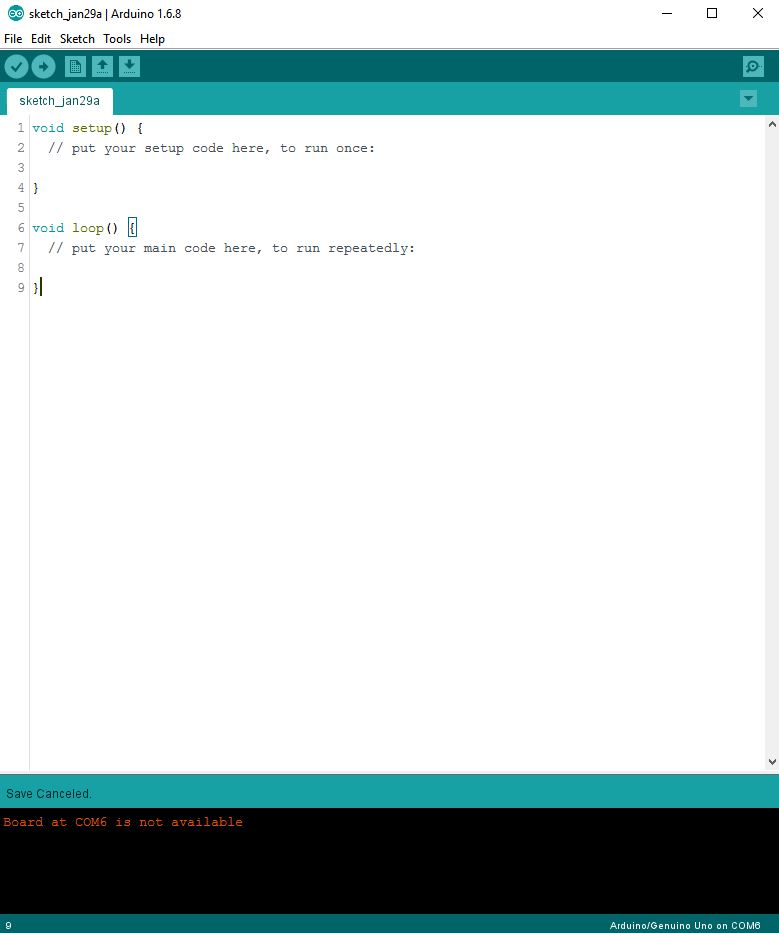 sketch_jan29a | Arduino 1.6.8
File Edit Sketch Tools Help
sketch_jan29a
1 void setup() {
2   // put your setup code here, to run once:
3
4 }
5
6 void loop() {
7   // put your main code here, to run repeatedly:
8
9 }
Save Canceled.
Board at COM6 is not available
9 Arduino/Genuino Uno on COM6